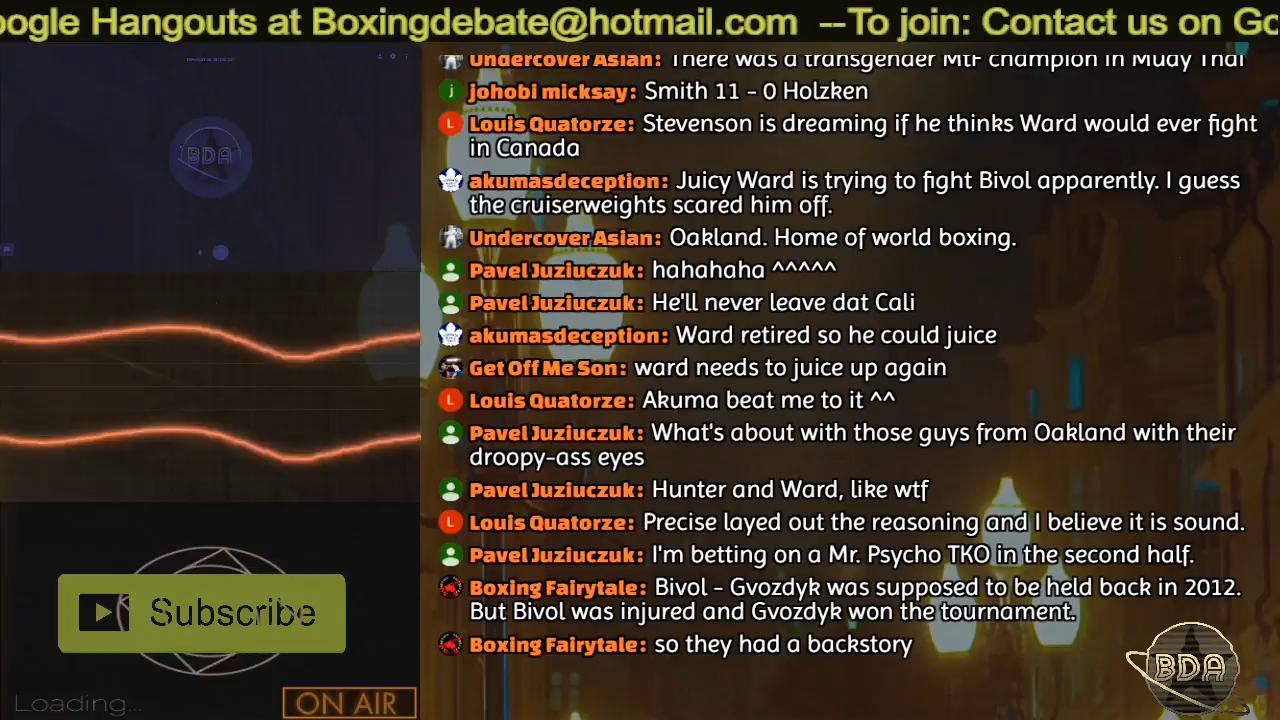 oogle Hangouts at Boxingdebate@hotmail.com --To join: Contact us on Go
Undercover Asian: There was a transgender MtF champion in Muay Thai
j johobi micksay: Smith 11 - 0 Holzken
L Louis Quatorze: Stevenson is dreaming if he thinks Ward would ever fight
in Canada
akumasdeception: Juicy Ward is trying to fight Bivol apparently. I guess
the cruiserweights scared him off.
Undercover Asian: Oakland. Home of world boxing.
Pavel Juziuczuk: hahahaha ^^^^^
Pavel Juziuczuk: He'll never leave dat Cali
akumasdeception: Ward retired so he could juice
Get Off Me Son: ward needs to juice up again
L Louis Quatorze: Akuma beat me to it ^^
Pavel Juziuczuk: What's about with those guys from Oakland with their
droopy-ass eyes
Pavel Juziuczuk: Hunter and Ward, like wtf
L Louis Quatorze: Precise layed out the reasoning and I believe it is sound.
Pavel Juziuczuk: I'm betting on a Mr. Psycho TKO in the second half.
Boxing Fairytale: Bivol - Gvozdyk was supposed to be held back in 2012.
But Bivol was injured and Gvozdyk won the tournament.
Boxing Fairytale: so they had a backstory
BDA
Subscribe
Loading...
ON AIR
BDA